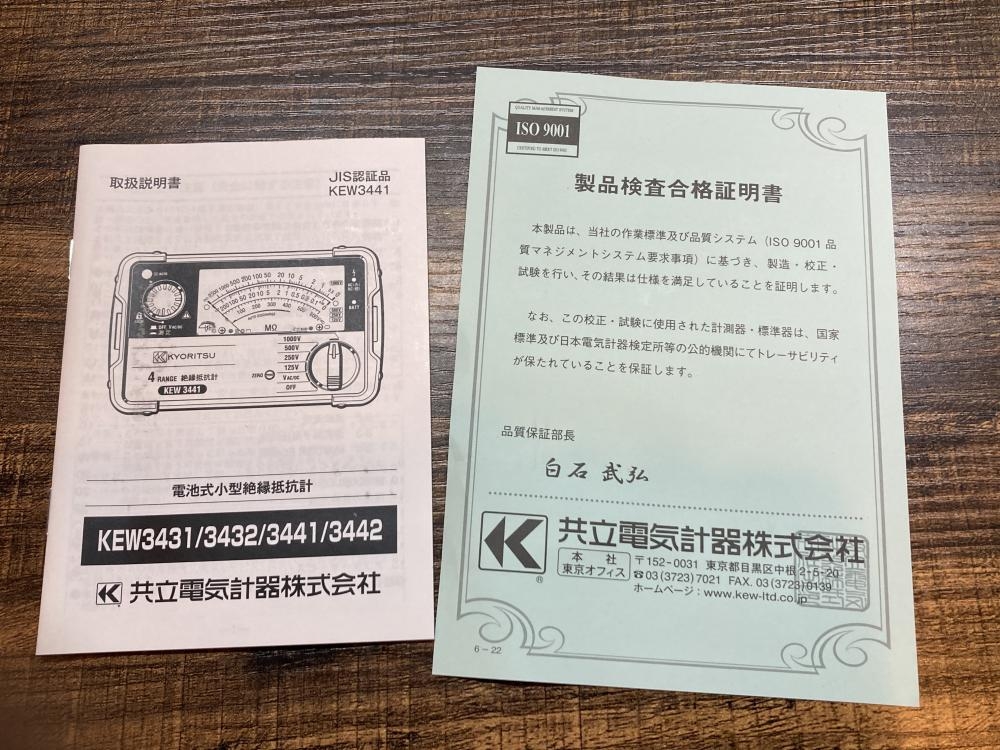 取扱説明書
JIS認証品
KEW3441
MΩ
BATT
OFF V AC/DC
測定
KYORITSU
4 RANGE 絶縁抵抗計
KEW 3441
1000V
500V
250V
125V
V AC/DC
OFF
ZERO
電池式小型絶縁抵抗計
KEW3431/3432/3441/3442
共立電気計器株式会社
QUALITY MANAGEMENT SYSTEM
ISO 9001
製品検査合格証明書
本製品は、当社の作業標準及び品質システム（ISO 9001 品
質マネジメントシステム要求事項）に基づき、製造・校正・
試験を行い、その結果は仕様を満足していることを証明します。
なお、この校正・試験に使用された計測器・標準器は、国家
標準及び日本電気計器検定所等の公的機関にてトレーサビリティ
が保たれていることを保証します。
品質保証部長
白石 武弘
共立電気計器株式会社
本社
東京オフィス
〒152-0031 東京都目黒区中根2-5-20
☎03(3723)7021 FAX. 03(3723)0139
ホームページ：www.kew-ltd.co.jp
6－22